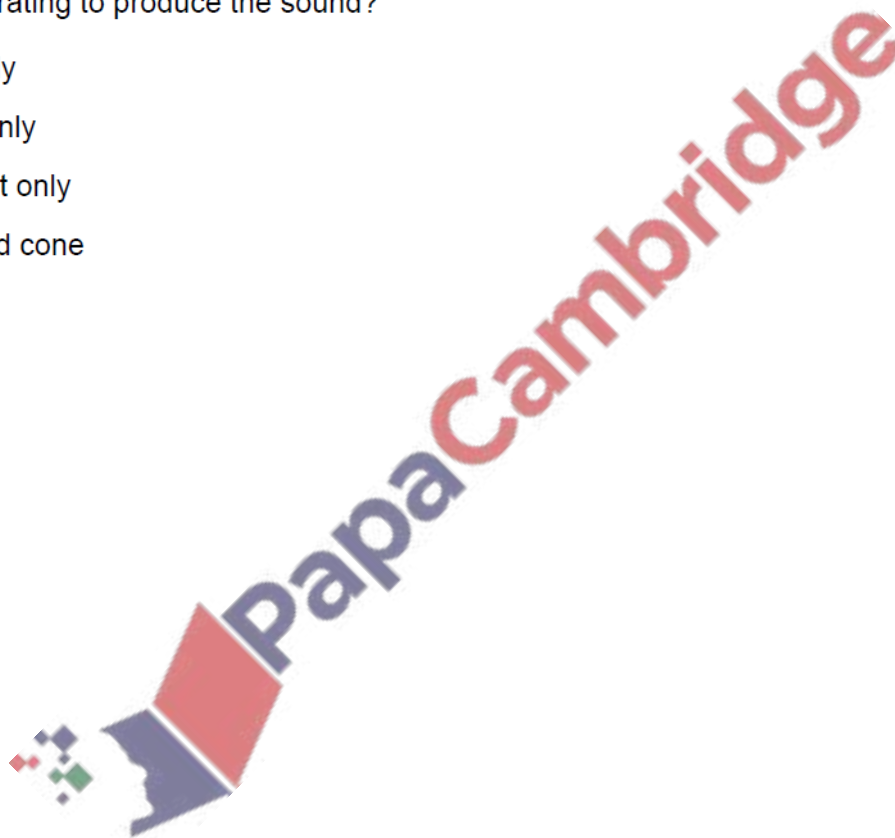 rating to produce the sound?
y
nly
t only
d cone
PapaCambridge